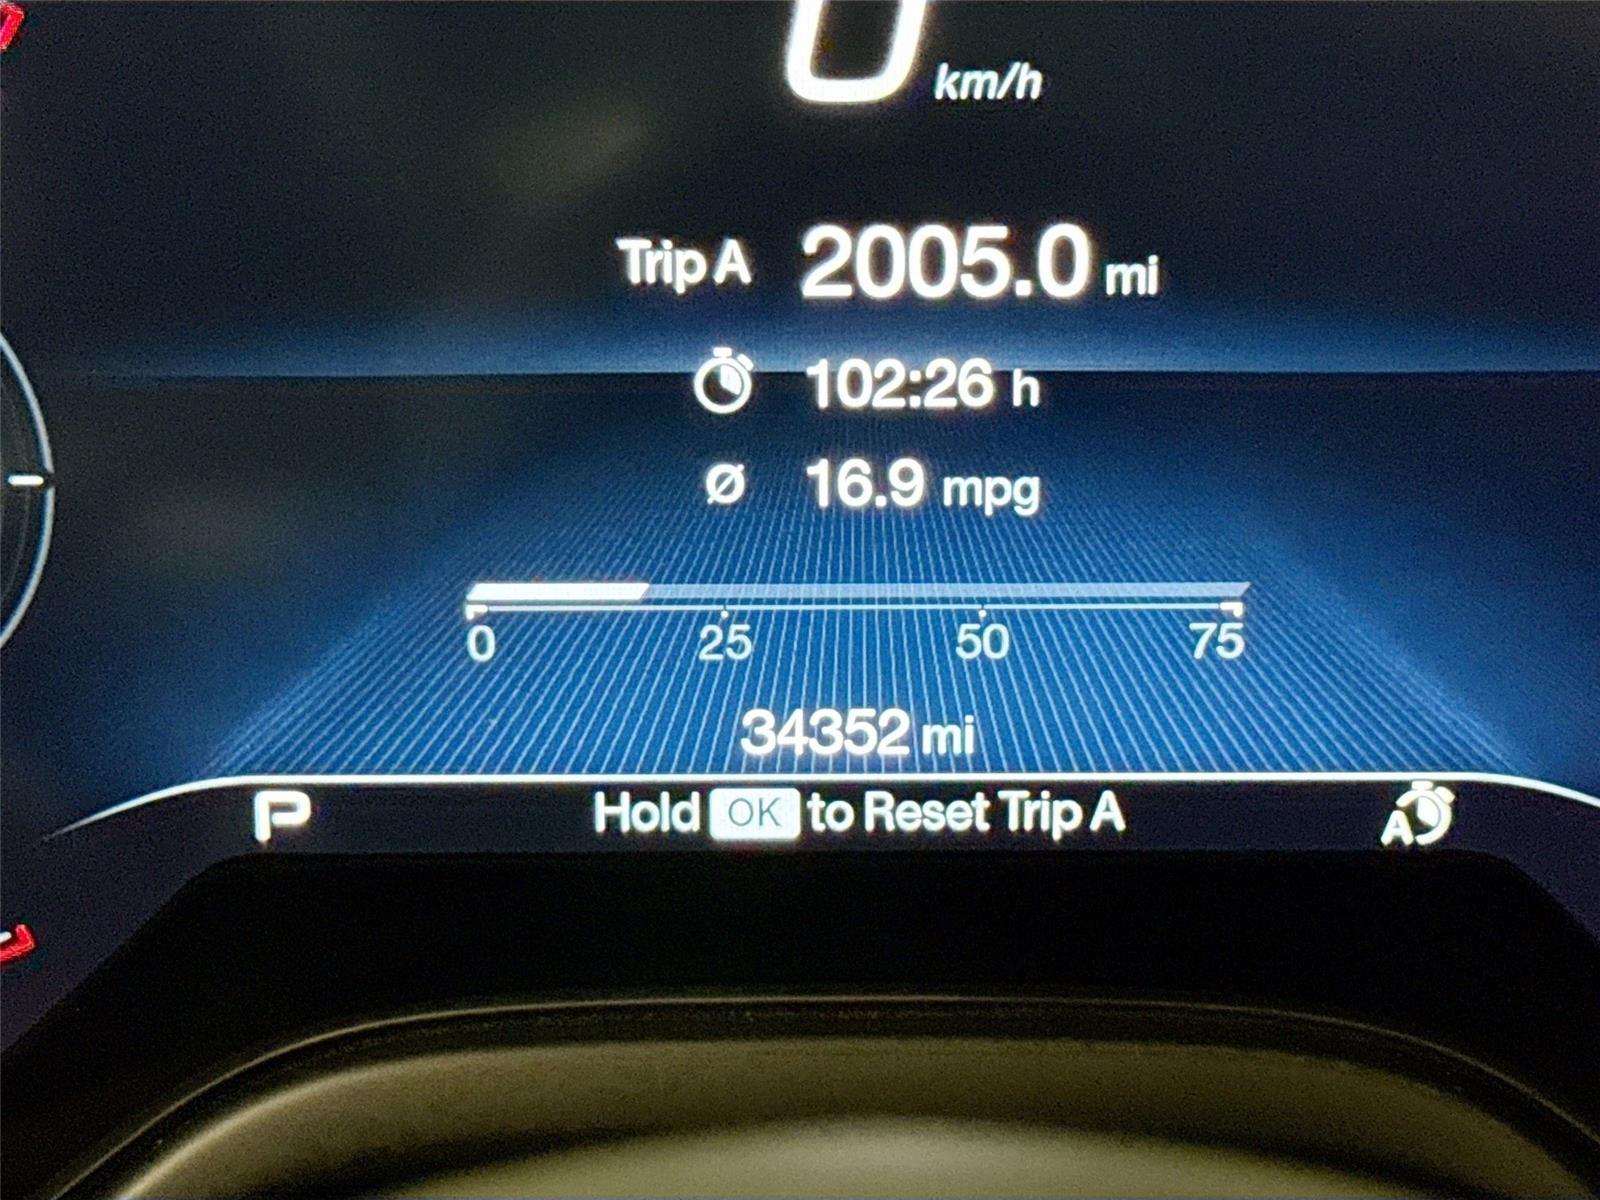 0 km/h
Trip A 2005.0 mi
102:26 h
Ø 16.9 mpg
0 25 50 75
34352 mi
P Hold OK to Reset Trip A A